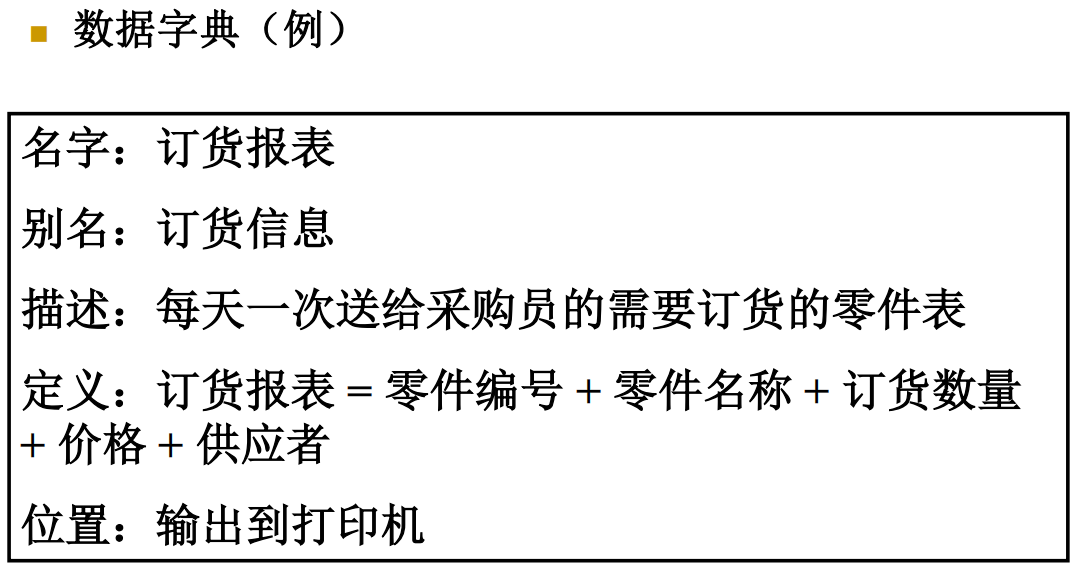 数据字典（例）
名字：订货报表
别名：订货信息
描述：每天一次送给采购员的需要订货的零件表
定义：订货报表 = 零件编号 + 零件名称 + 订货数量
+ 价格 + 供应者
位置：输出到打印机